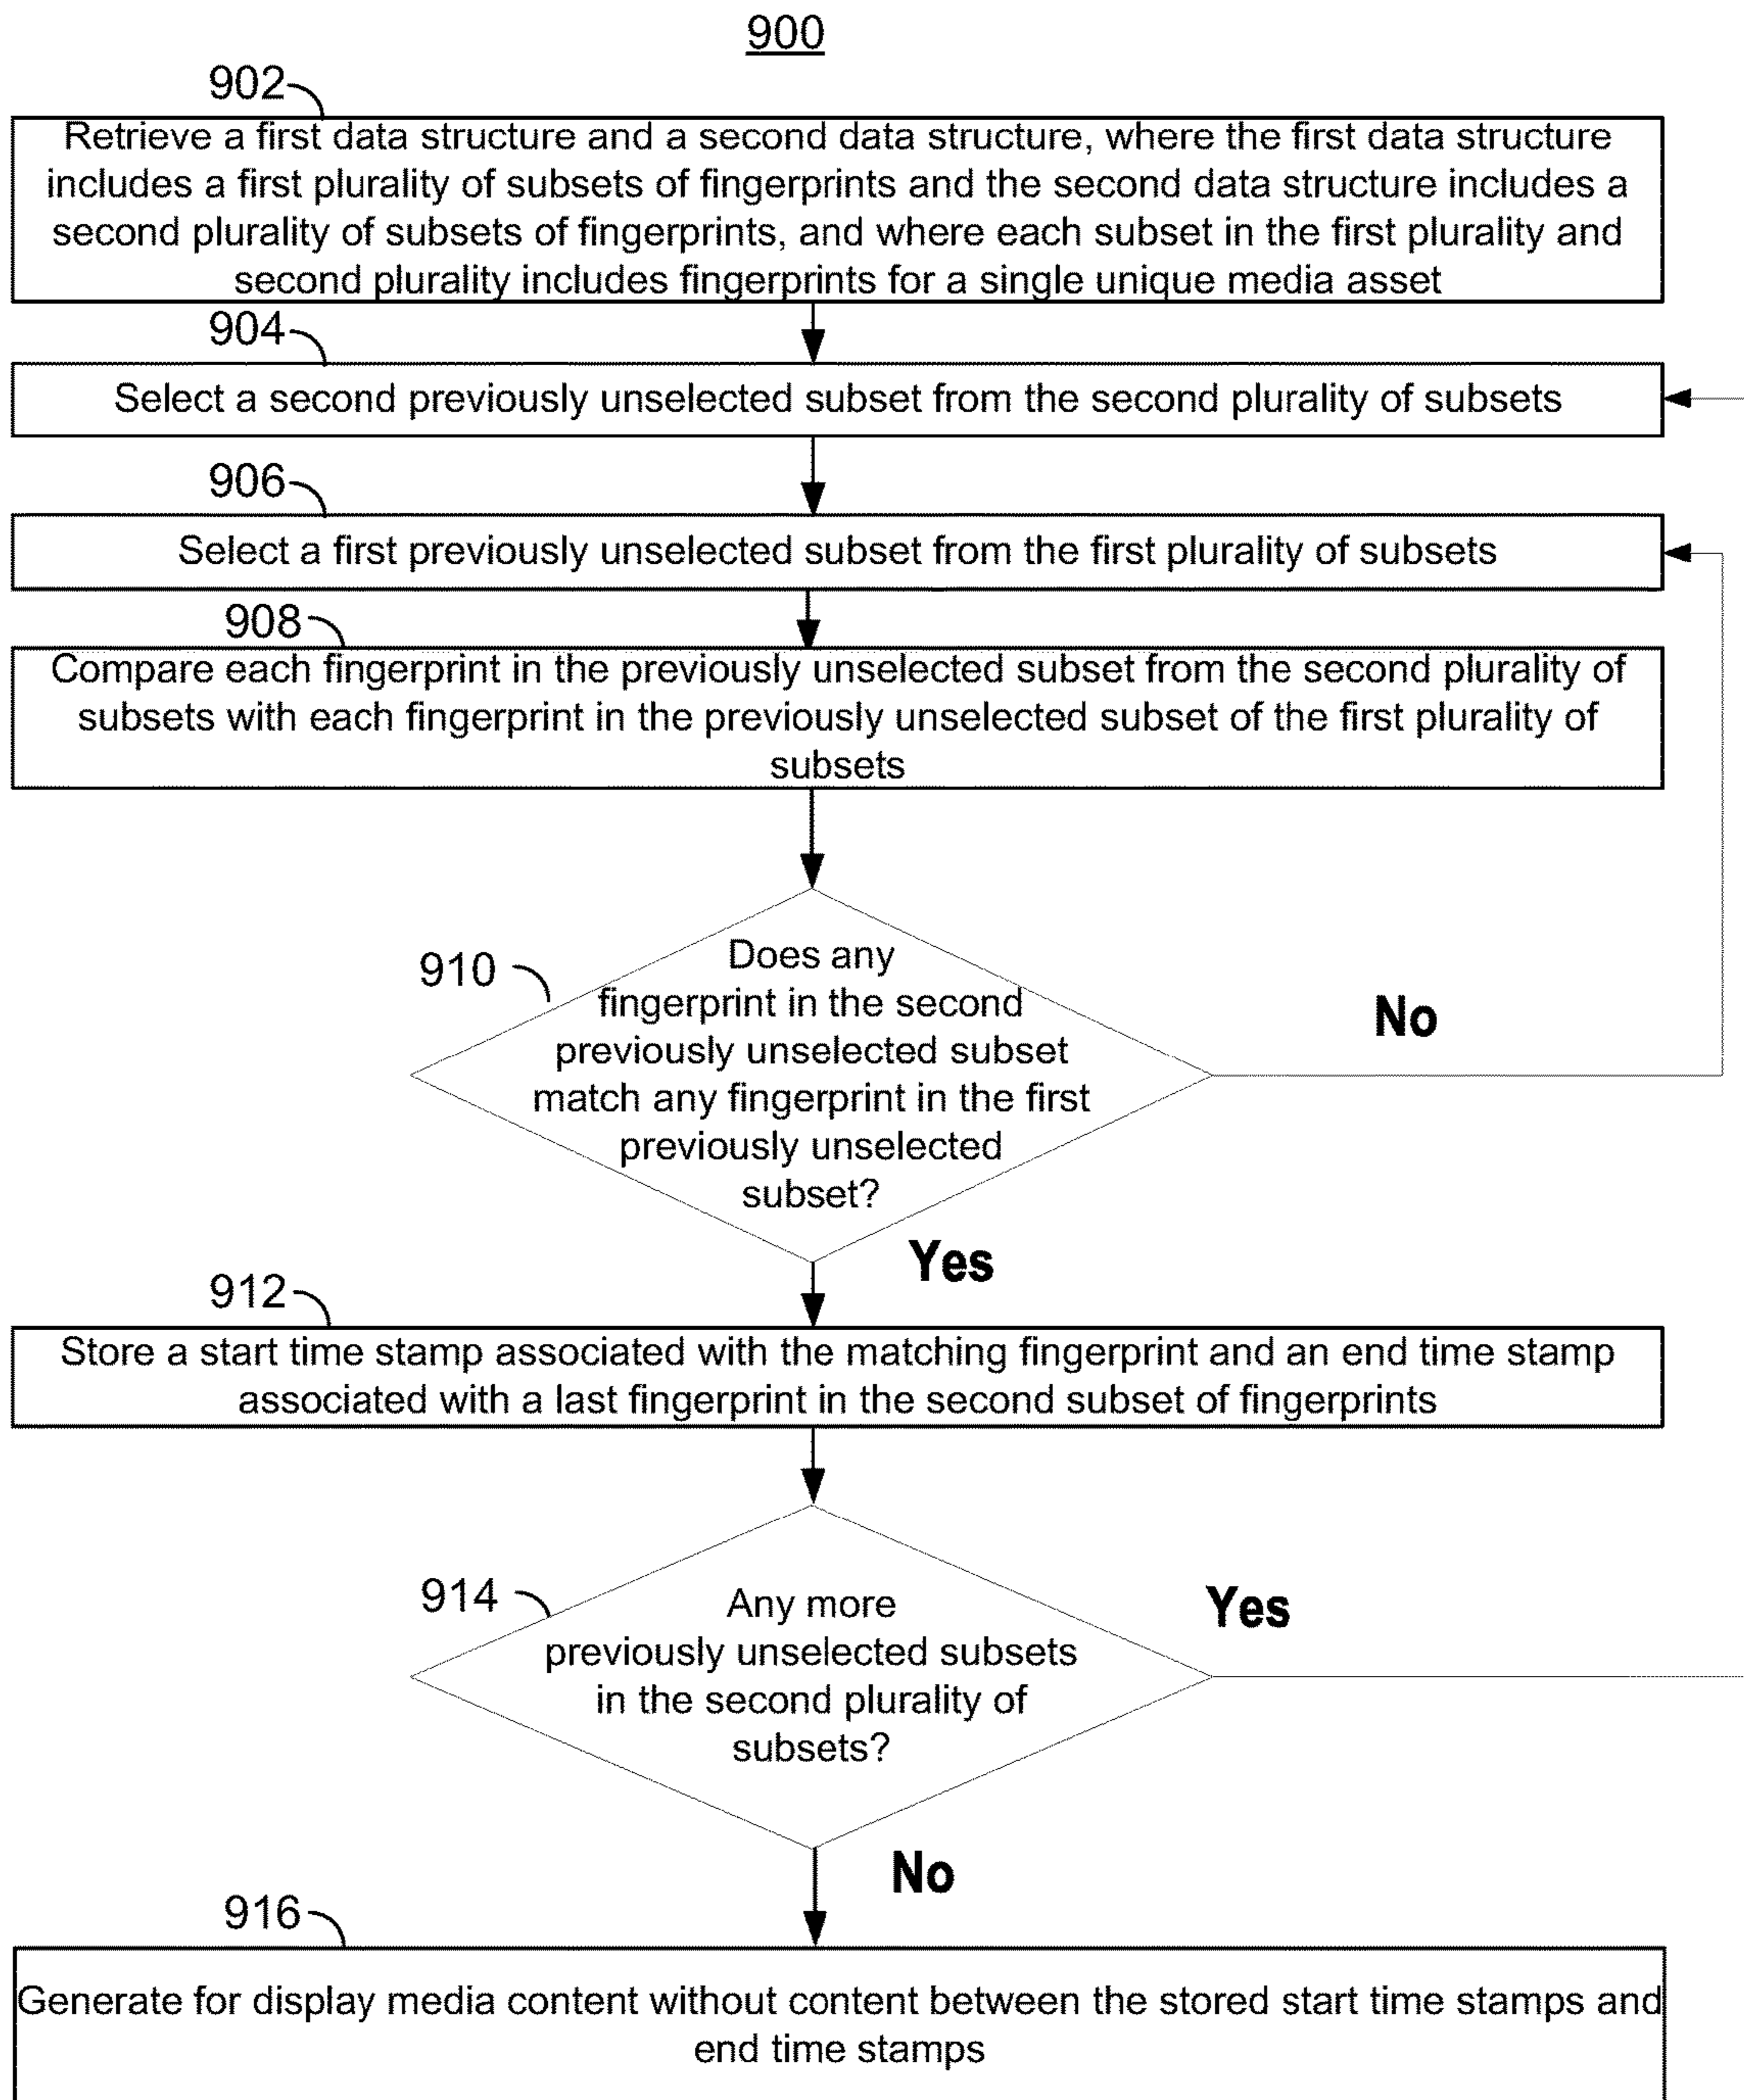 900
902
Retrieve a first data structure and a second data structure, where the first data structure
includes a first plurality of subsets of fingerprints and the second data structure includes a
second plurality of subsets of fingerprints, and where each subset in the first plurality and
second plurality includes fingerprints for a single unique media asset
904
Select a second previously unselected subset from the second plurality of subsets
906
Select a first previously unselected subset from the first plurality of subsets
908
Compare each fingerprint in the previously unselected subset from the second plurality of
subsets with each fingerprint in the previously unselected subset of the first plurality of
subsets
910
Does any
fingerprint in the second
previously unselected subset
match any fingerprint in the first
previously unselected
subset?
No
Yes
912
Store a start time stamp associated with the matching fingerprint and an end time stamp
associated with a last fingerprint in the second subset of fingerprints
914
Any more
previously unselected subsets
in the second plurality of
subsets?
Yes
No
916
Generate for display media content without content between the stored start time stamps and
end time stamps